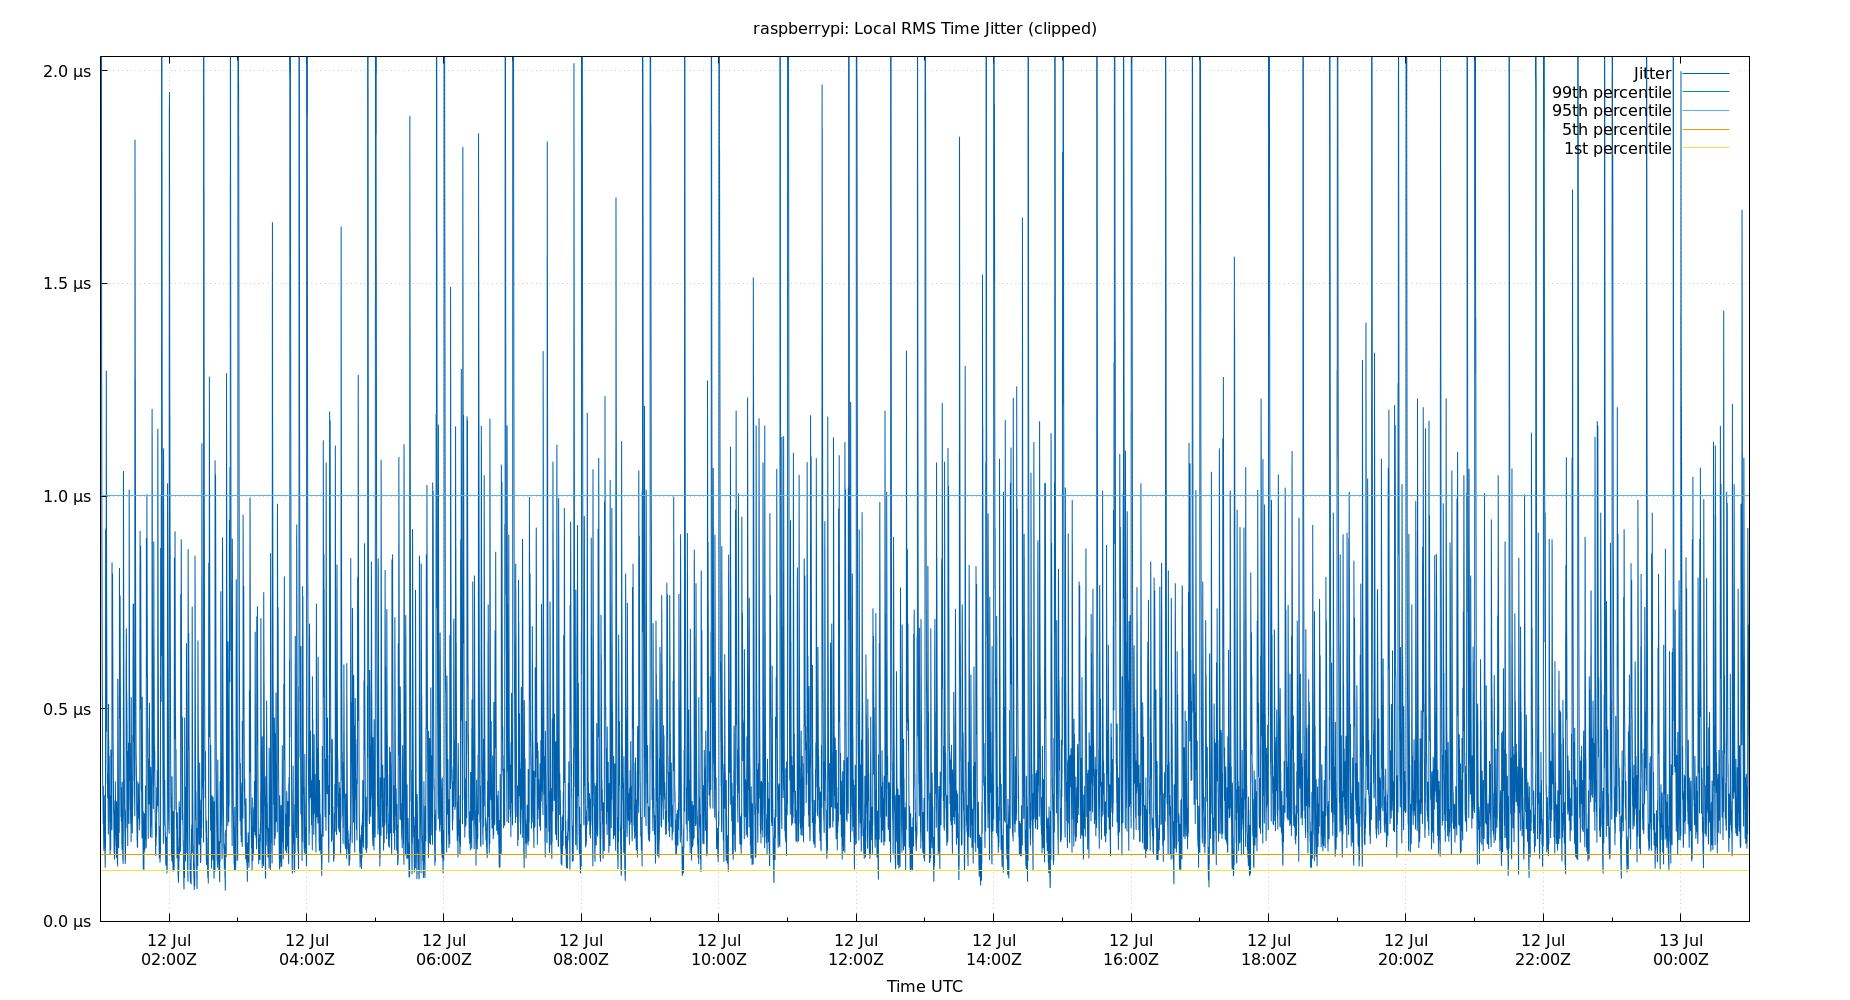 raspberrypi: Local RMS Time Jitter (clipped)
2.0 μs
1.5 μs
1.0 μs
0.5 μs
0.0 μs
Jitter
99th percentile
95th percentile
5th percentile
1st percentile
12 Jul 12 Jul 12 Jul 12 Jul 12 Jul 12 Jul 12 Jul 12 Jul 12 Jul 12 Jul 12 Jul 13 Jul
02:00Z 04:00Z 06:00Z 08:00Z 10:00Z 12:00Z 14:00Z 16:00Z 18:00Z 20:00Z 22:00Z 00:00Z
Time UTC